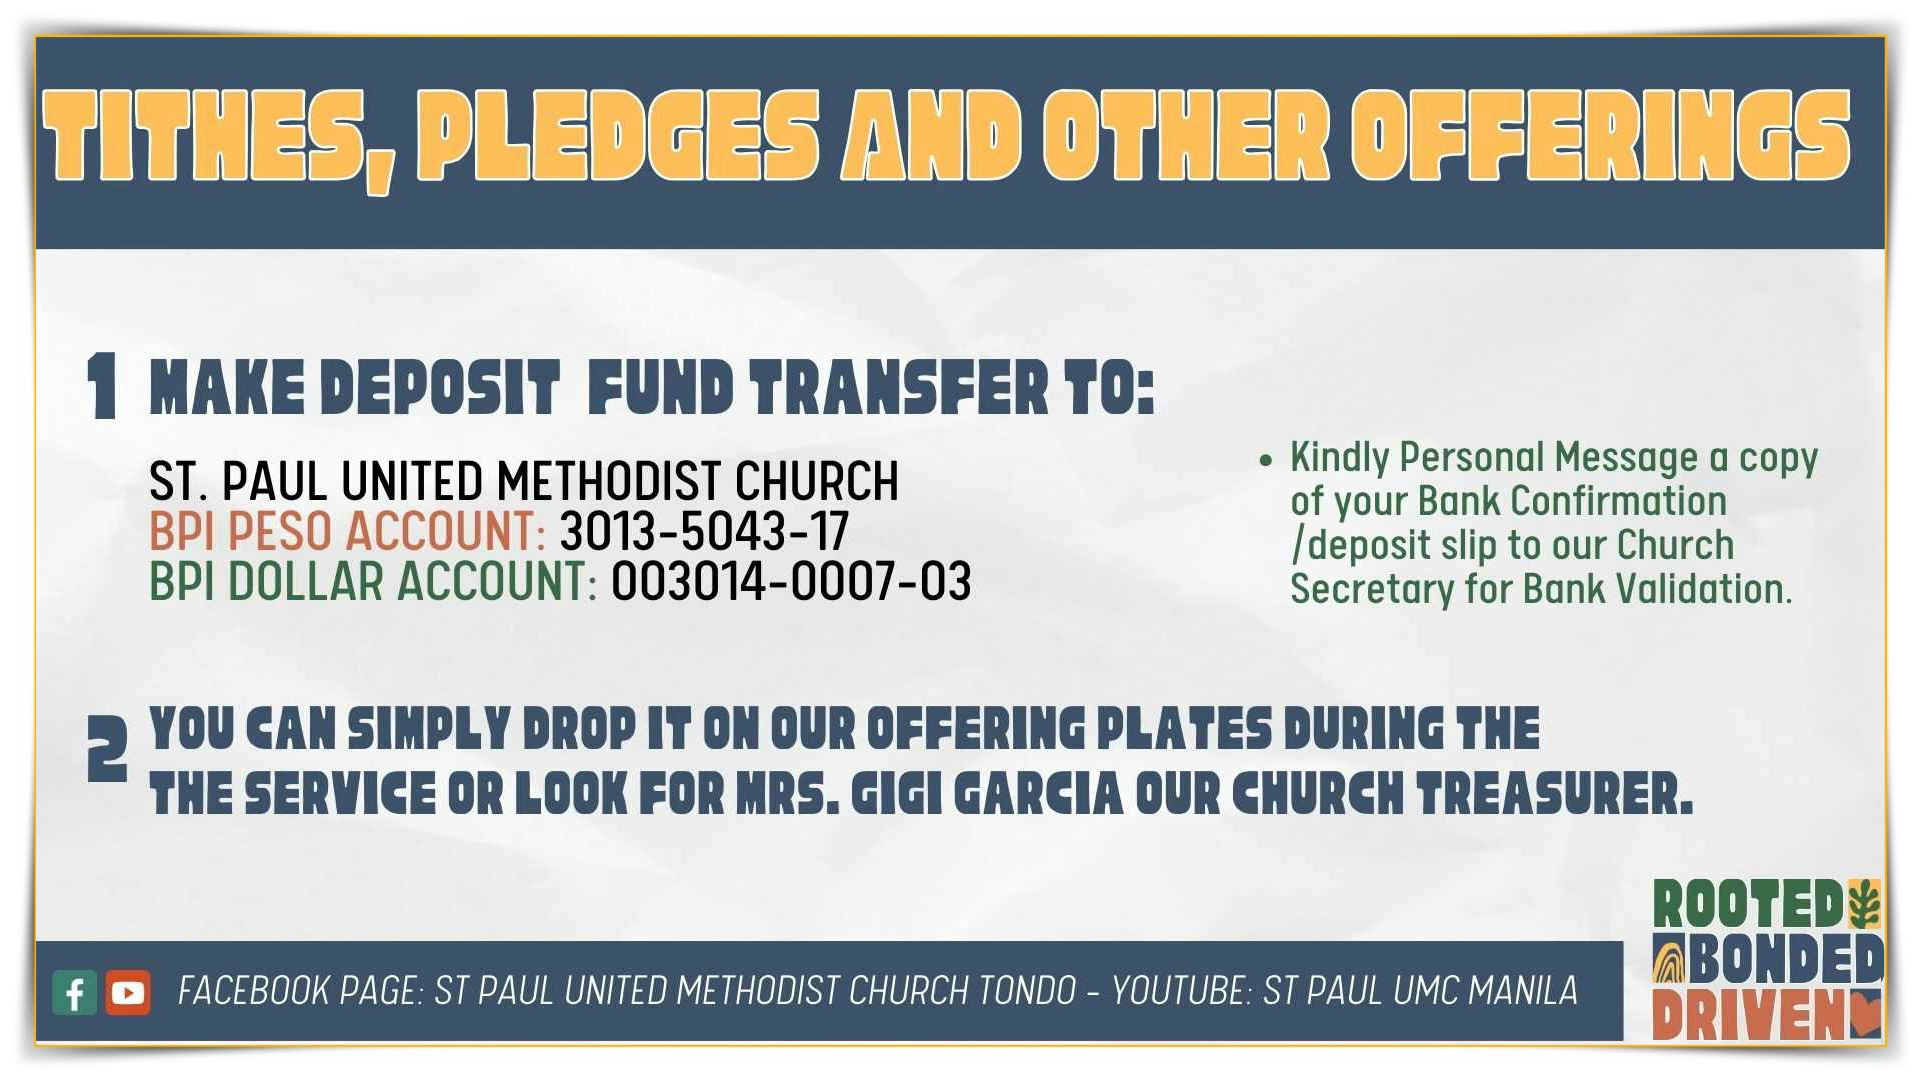 TITHES, PLEDGES AND OTHER OFFERINGS
1 MAKE DEPOSIT FUND TRANSFER TO:
ST. PAUL UNITED METHODIST CHURCH
BPI PESO ACCOUNT: 3013-5043-17
BPI DOLLAR ACCOUNT: 003014-0007-03
• Kindly Personal Message a copy
of your Bank Confirmation
/deposit slip to our Church
Secretary for Bank Validation.
2 YOU CAN SIMPLY DROP IT ON OUR OFFERING PLATES DURING THE
THE SERVICE OR LOOK FOR MRS. GIGI GARCIA OUR CHURCH TREASURER.
FACEBOOK PAGE: ST PAUL UNITED METHODIST CHURCH TONDO - YOUTUBE: ST PAUL UMC MANILA
ROOTED
BONDED
DRIVEN